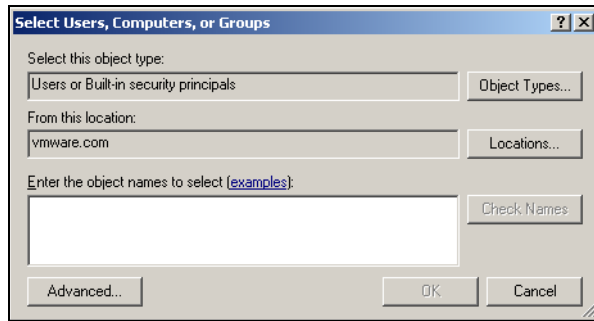 Select Users, Computers, or Groups
Select this object type:
Users or Built-in security principals
Object Types...
From this location:
vmware.com
Locations...
Enter the object names to select (examples):
Check Names
Advanced...
OK
Cancel